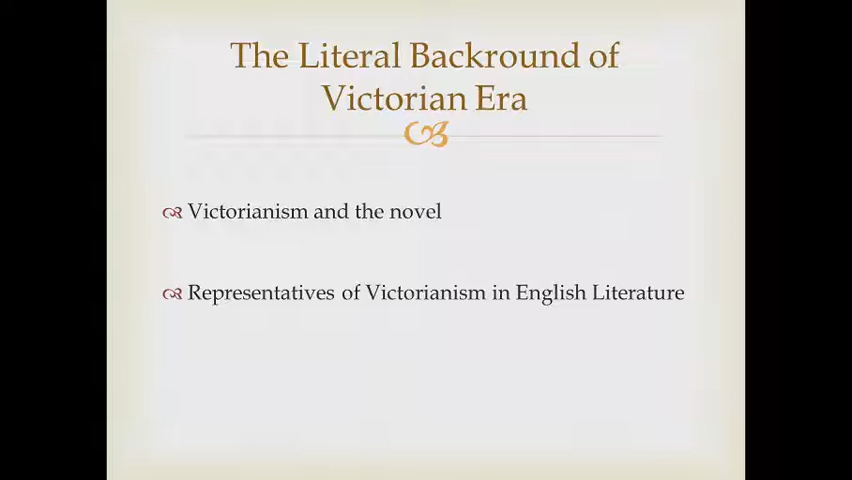 The Literal Backround of
Victorian Era
Victorianism and the novel
Representatives of Victorianism in English Literature